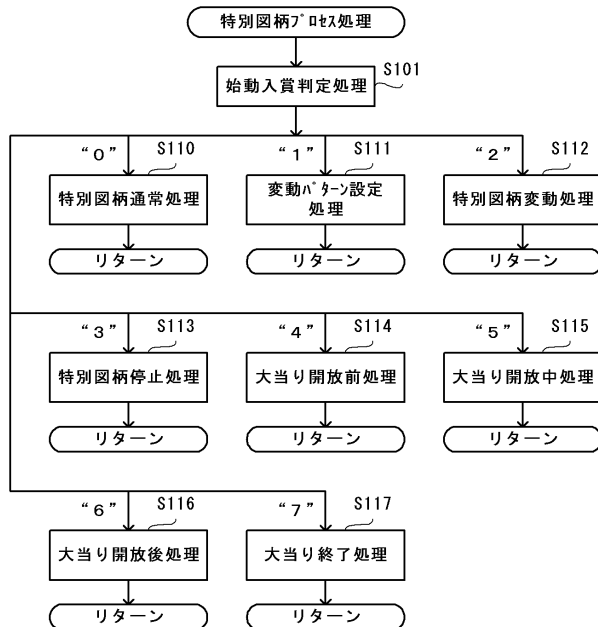 特別図柄ﾌﾟﾛｾｽ処理
S101
始動入賞判定処理
“0” S110 “1” S111 “2” S112
特別図柄通常処理 変動ﾊﾟﾀｰﾝ設定 特別図柄変動処理
処理
リターン リターン リターン
“3” S113 “4” S114 “5” S115
特別図柄停止処理 大当り開放前処理 大当り開放中処理
リターン リターン リターン
“6” S116 “7” S117
大当り開放後処理 大当り終了処理
リターン リターン